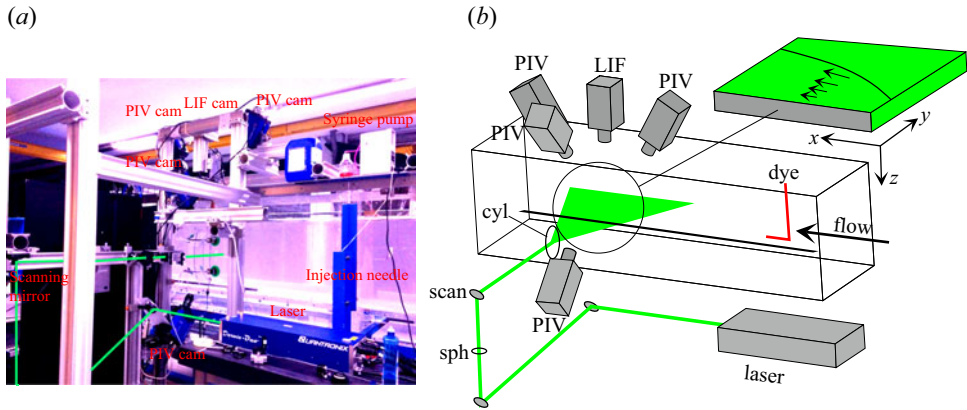 (a)
PIV cam
LIF cam
PIV cam
Syringe pump
PIV cam
Scanning
mirror
Injection needle
Laser
QUANTRONIX
PIV cam
(b)
PIV
LIF
PIV
PIV
x
y
z
dye
cyl
flow
scan
PIV
sph
laser